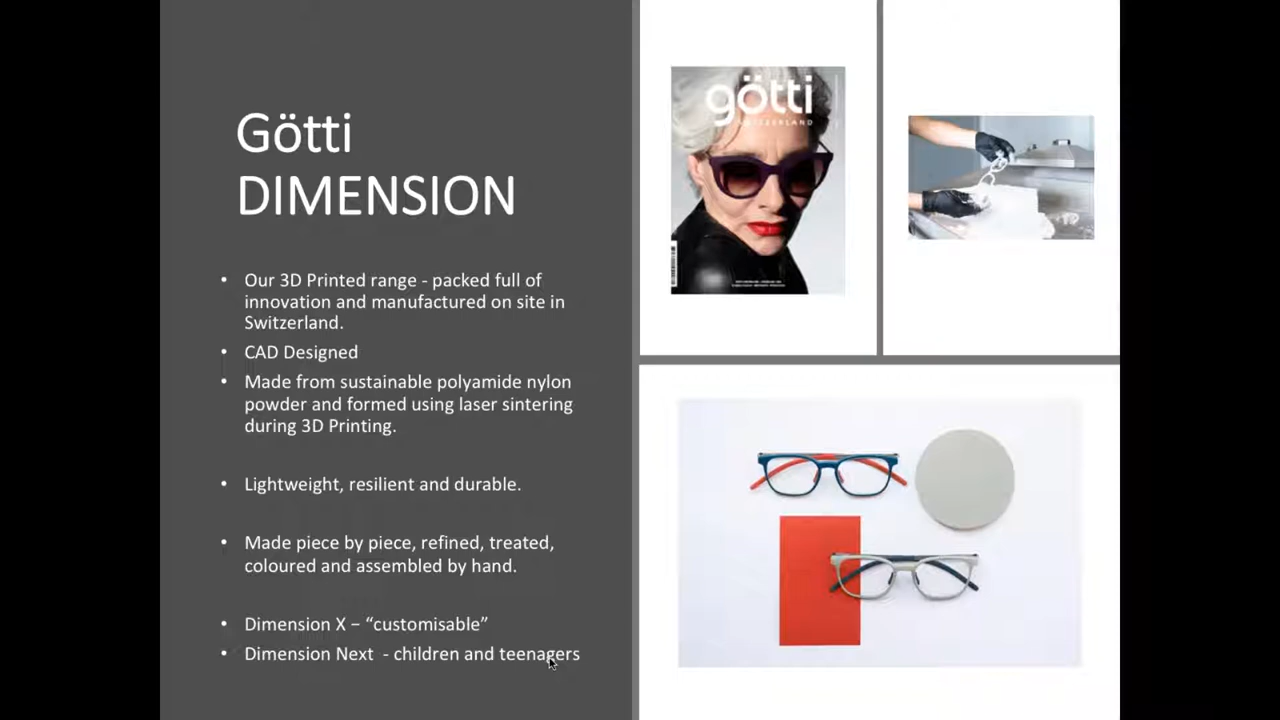 Götti
DIMENSION
• Our 3D Printed range - packed full of
innovation and manufactured on site in
Switzerland.
• CAD Designed
• Made from sustainable polyamide nylon
powder and formed using laser sintering
during 3D Printing.
• Lightweight, resilient and durable.
• Made piece by piece, refined, treated,
coloured and assembled by hand.
• Dimension X – “customisable”
• Dimension Next - children and teenagers
götti
SWITZERLAND